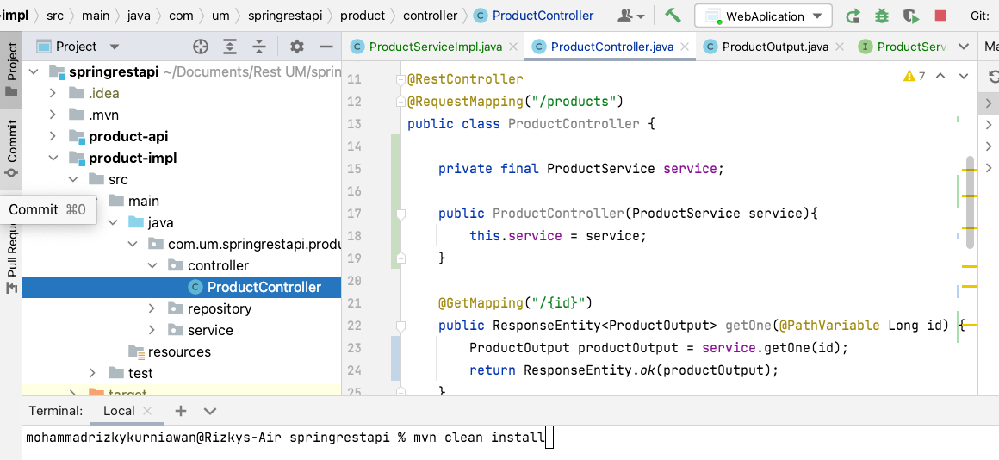 -impl 〉 src 〉 main 〉 java 〉 com 〉 um 〉 springrestapi 〉 product 〉 controller 〉 ProductController
WebAplication
Git:
Project
ProductServiceImpl.java
ProductController.java
ProductOutput.java
ProductServ
Ma
Project
Commit
Pull Reque
springrestapi ~/Documents/Rest UM/sprin
.idea
.mvn
product-api
product-impl
src
main
Commit ⌘0
java
com.um.springrestapi.produ
controller
ProductController
repository
service
resources
test
target
7
11 @RestController
12 @RequestMapping("/products")
13 public class ProductController {
14
15 private final ProductService service;
16
17 public ProductController(ProductService service){
18 this.service = service;
19 }
20
21 @GetMapping("/{id}")
22 public ResponseEntity<ProductOutput> getOne(@PathVariable Long id) {
23 ProductOutput productOutput = service.getOne(id);
24 return ResponseEntity.ok(productOutput);
25 }
Terminal: Local
mohammadrizkykurniawan@Rizkys-Air springrestapi % mvn clean install